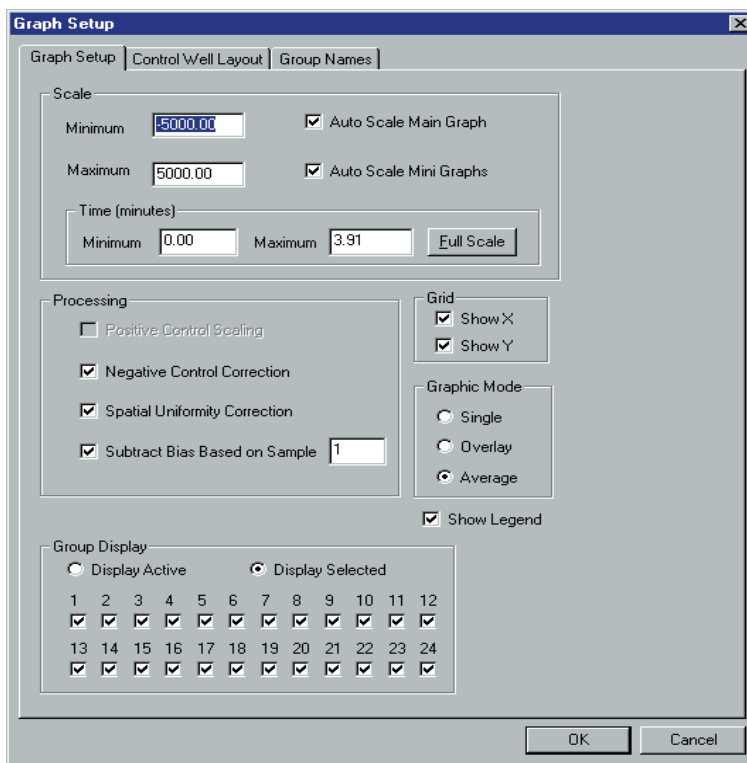 Graph Setup
Graph Setup Control Well Layout Group Names
Scale
Minimum -5000.00 Auto Scale Main Graph
Maximum 5000.00 Auto Scale Mini Graphs
Time (minutes)
Minimum 0.00 Maximum 3.91 Full Scale
Processing
Positive Control Scaling
Negative Control Correction
Spatial Uniformity Correction
Subtract Bias Based on Sample 1
Grid
Show X
Show Y
Graphic Mode
Single
Overlay
Average
Show Legend
Group Display
Display Active Display Selected
1 2 3 4 5 6 7 8 9 10 11 12
13 14 15 16 17 18 19 20 21 22 23 24
OK Cancel